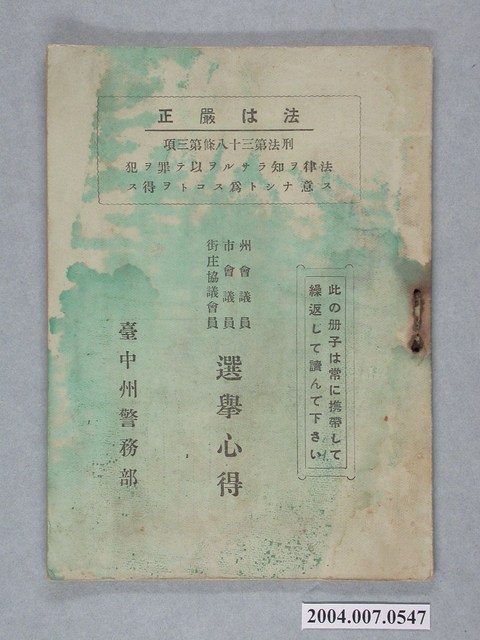 法は嚴正
刑法第三十八條第三項
法律ヲ知ラサルヲ以テ罪ヲ犯
ス意ナシト爲スコトヲ得ス
此の册子は常に携帶して
繰返して讀んで下さい
州會議員
市會議員
街庄協議會員
選擧心得
臺中州警務部
2004.007.0547